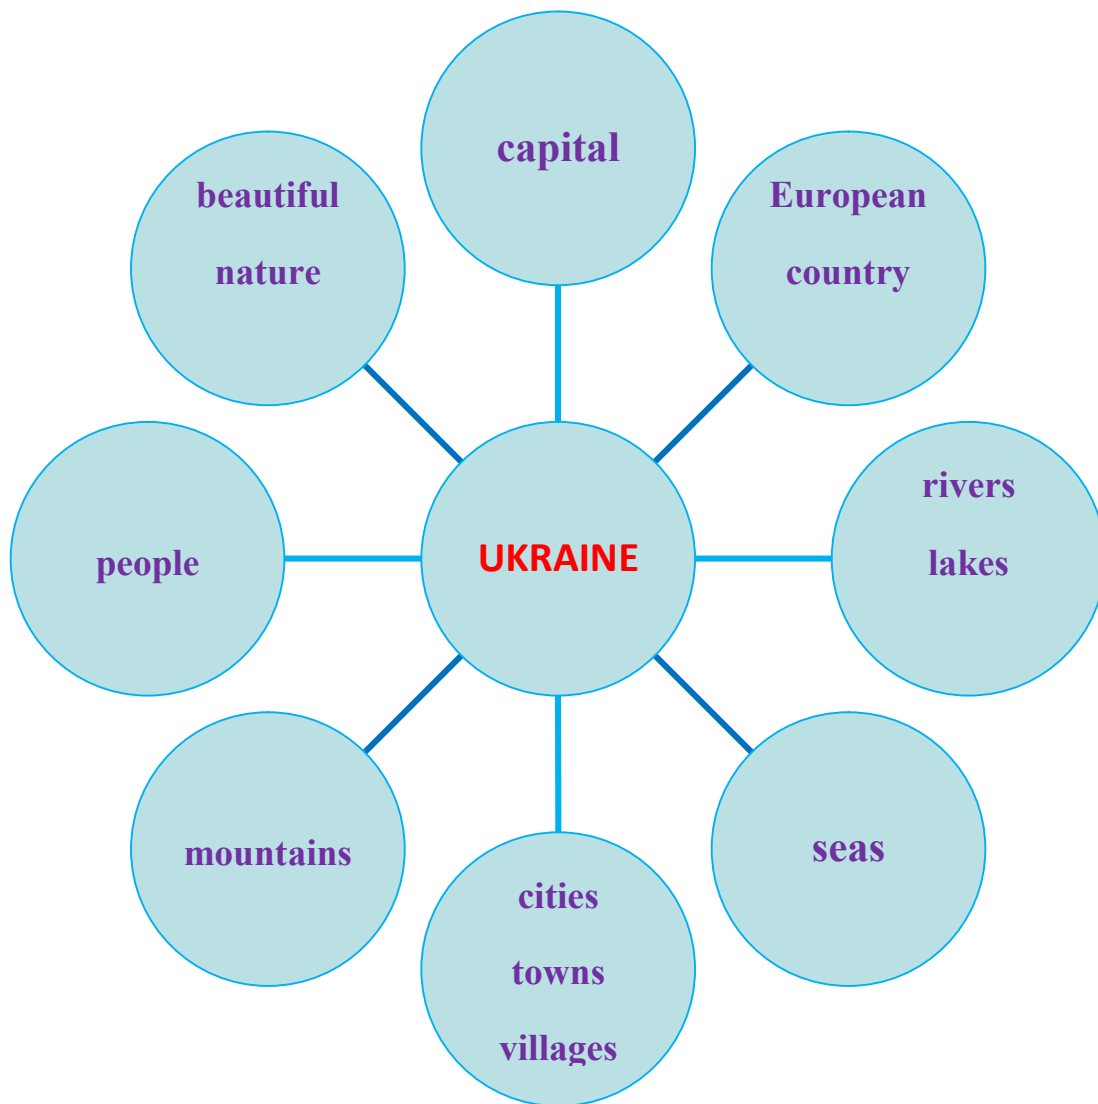 capital
beautiful
nature
European
country
people
UKRAINE
rivers
lakes
mountains
seas
cities
towns
villages